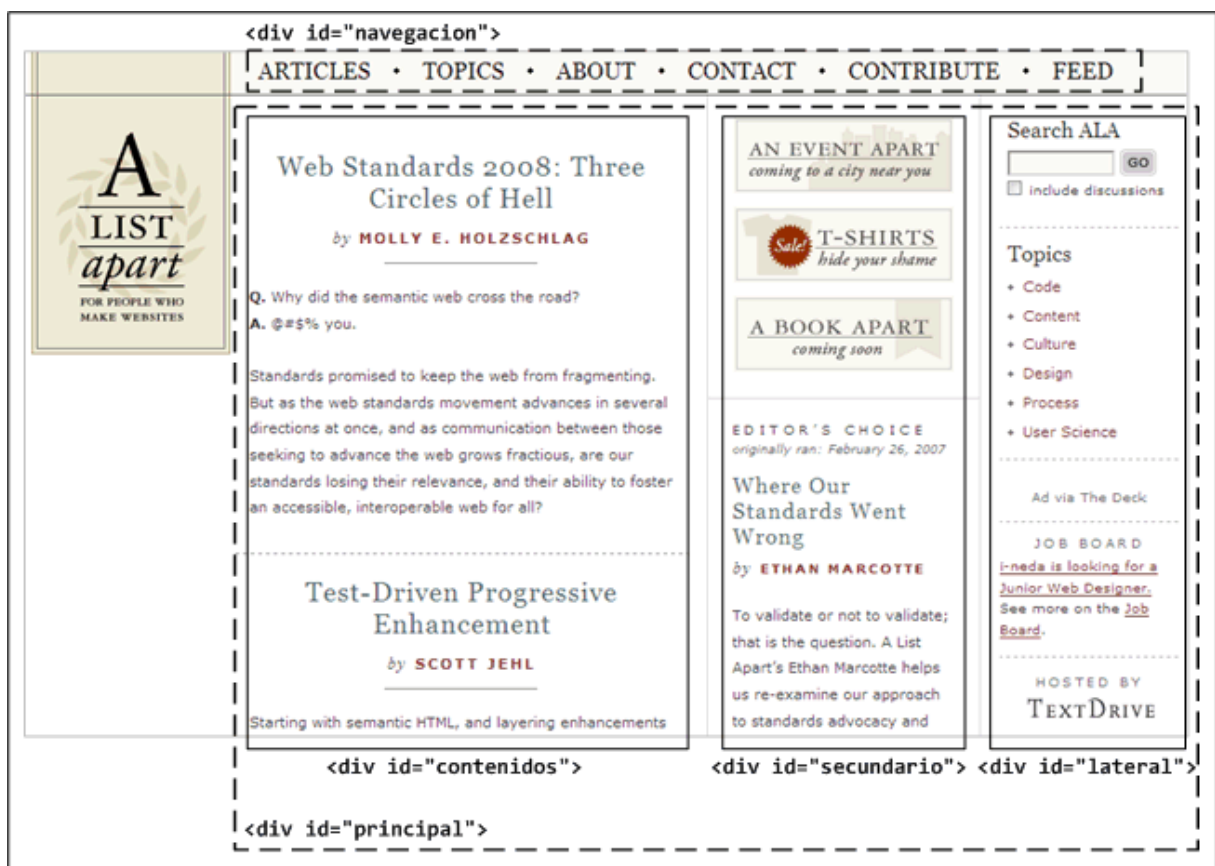 <div id="navegacion">
ARTICLES • TOPICS • ABOUT • CONTACT • CONTRIBUTE • FEED
A
LIST
apart
FOR PEOPLE WHO
MAKE WEBSITES
Web Standards 2008: Three
Circles of Hell
by MOLLY E. HOLZSCHLAG
Q. Why did the semantic web cross the road?
A. @#$% you.
Standards promised to keep the web from fragmenting.
But as the web standards movement advances in several
directions at once, and as communication between those
seeking to advance the web grows fractious, are our
standards losing their relevance, and their ability to foster
an accessible, interoperable web for all?
Test-Driven Progressive
Enhancement
by SCOTT JEHL
Starting with semantic HTML, and layering enhancements
<div id="contenidos">
AN EVENT APART
coming to a city near you
Sale!
T-SHIRTS
hide your shame
A BOOK APART
coming soon
EDITOR'S CHOICE
originally ran: February 26, 2007
Where Our
Standards Went
Wrong
by ETHAN MARCOTTE
To validate or not to validate;
that is the question. A List
Apart's Ethan Marcotte helps
us re-examine our approach
to standards advocacy and
<div id="secundario">
Search ALA
GO
include discussions
Topics
+ Code
+ Content
+ Culture
+ Design
+ Process
+ User Science
Ad via The Deck
JOB BOARD
i-neda is looking for a
Junior Web Designer.
See more on the Job
Board.
HOSTED BY
TEXTDRIVE
<div id="lateral">
<div id="principal">